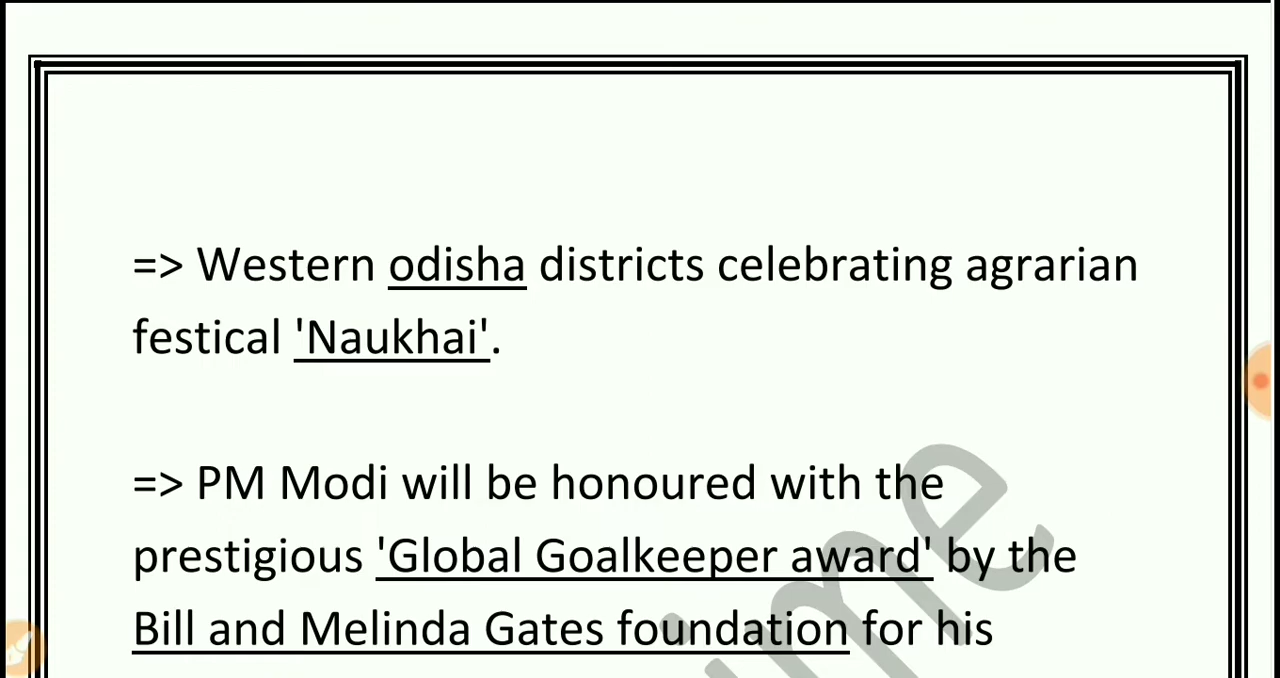 => Western odisha districts celebrating agrarian
festical 'Naukhai'.
=> PM Modi will be honoured with the
prestigious 'Global Goalkeeper award' by the
Bill and Melinda Gates foundation for his